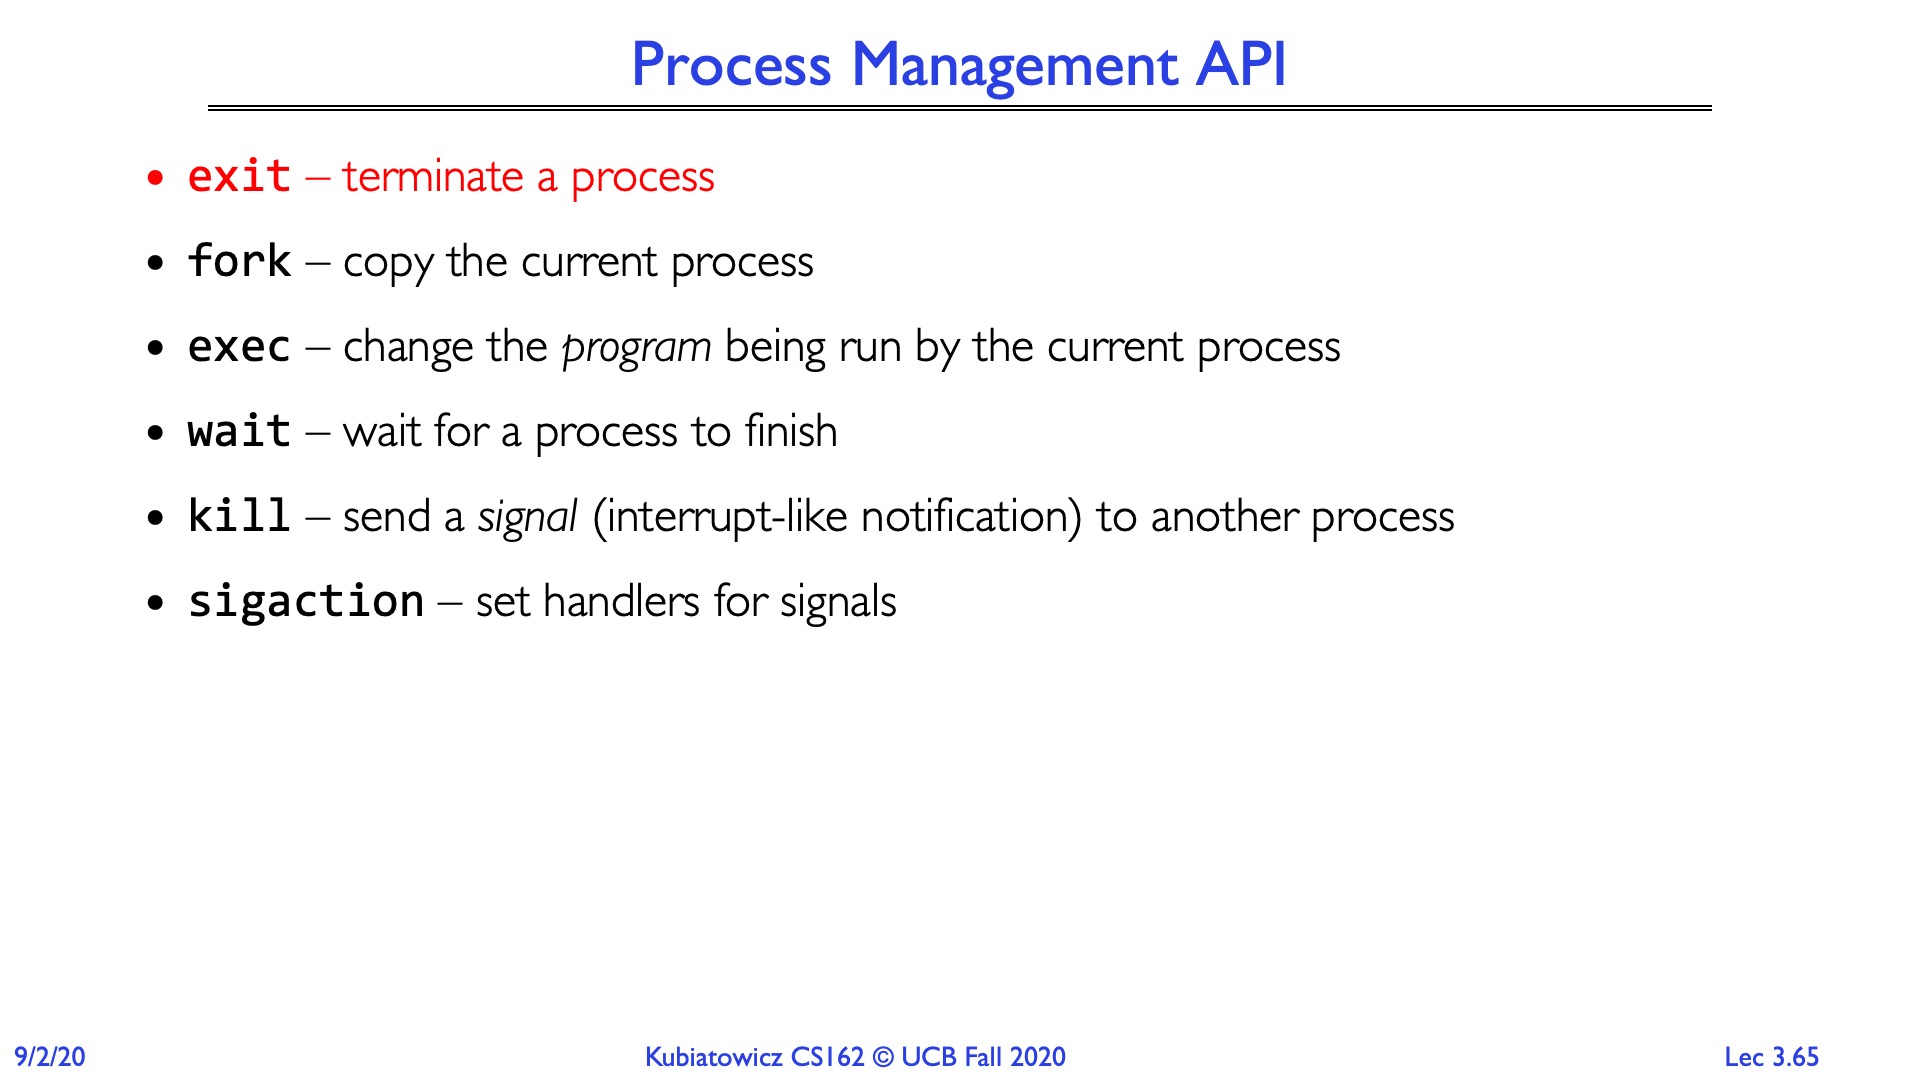 Process Management API
• exit – terminate a process
• fork – copy the current process
• exec – change the program being run by the current process
• wait – wait for a process to finish
• kill – send a signal (interrupt-like notification) to another process
• sigaction – set handlers for signals
9/2/20
Kubiatowicz CS162 © UCB Fall 2020
Lec 3.65